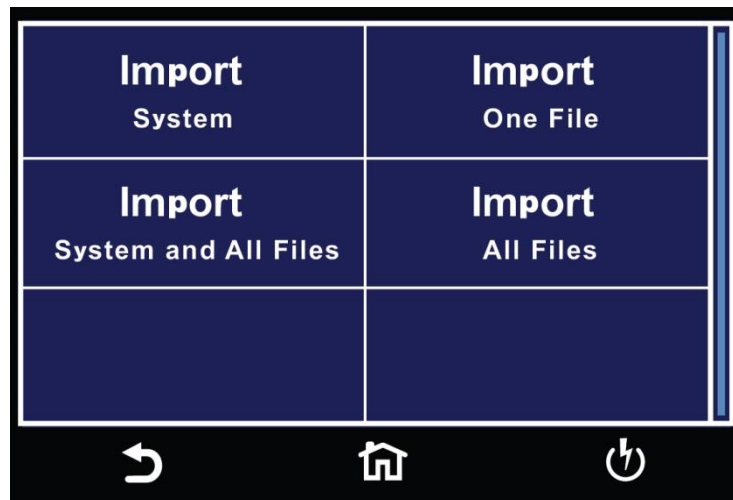 Import
System
Import
One File
Import
System and All Files
Import
All Files